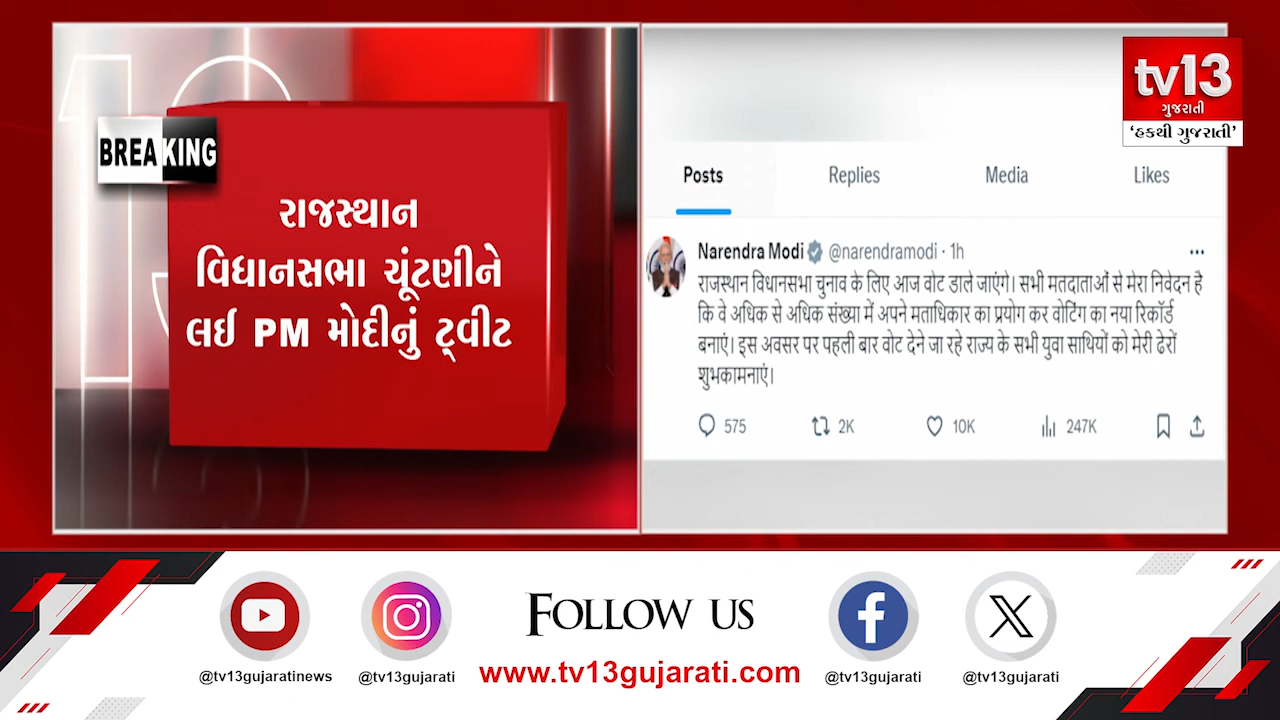 BREAKING
રાજસ્થાન
વિધાનસભા ચૂંટણીને
લઈ PM મોદીનું ટ્વીટ
tv13
ગુજરાતી
‘હકથી ગુજરાતી’
Posts Replies Media Likes
Narendra Modi @narendramodi · 1h
राजस्थान विधानसभा चुनाव के लिए आज वोट डाले जाएंगे। सभी मतदाताओं से मेरा निवेदन है
कि वे अधिक से अधिक संख्या में अपने मताधिकार का प्रयोग कर वोटिंग का नया रिकॉर्ड
बनाएं। इस अवसर पर पहली बार वोट देने जा रहे राज्य के सभी युवा साथियों को मेरी ढेरों
शुभकामनाएं।
575 2K 10K 247K
FOLLOW US
www.tv13gujarati.com
@tv13gujaratinews @tv13gujarati @tv13gujarati @tv13gujarati